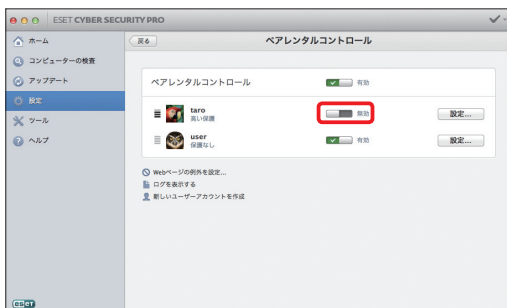 ESET CYBER SECURITY PRO
ホーム
コンピューターの検査
アップデート
設定
ツール
ヘルプ
戻る
ペアレンタルコントロール
ペアレンタルコントロール
有効
taro
高い保護
無効
設定...
user
保護なし
有効
設定...
Webページの例外を設定...
ログを表示する
新しいユーザーアカウントを作成
eset